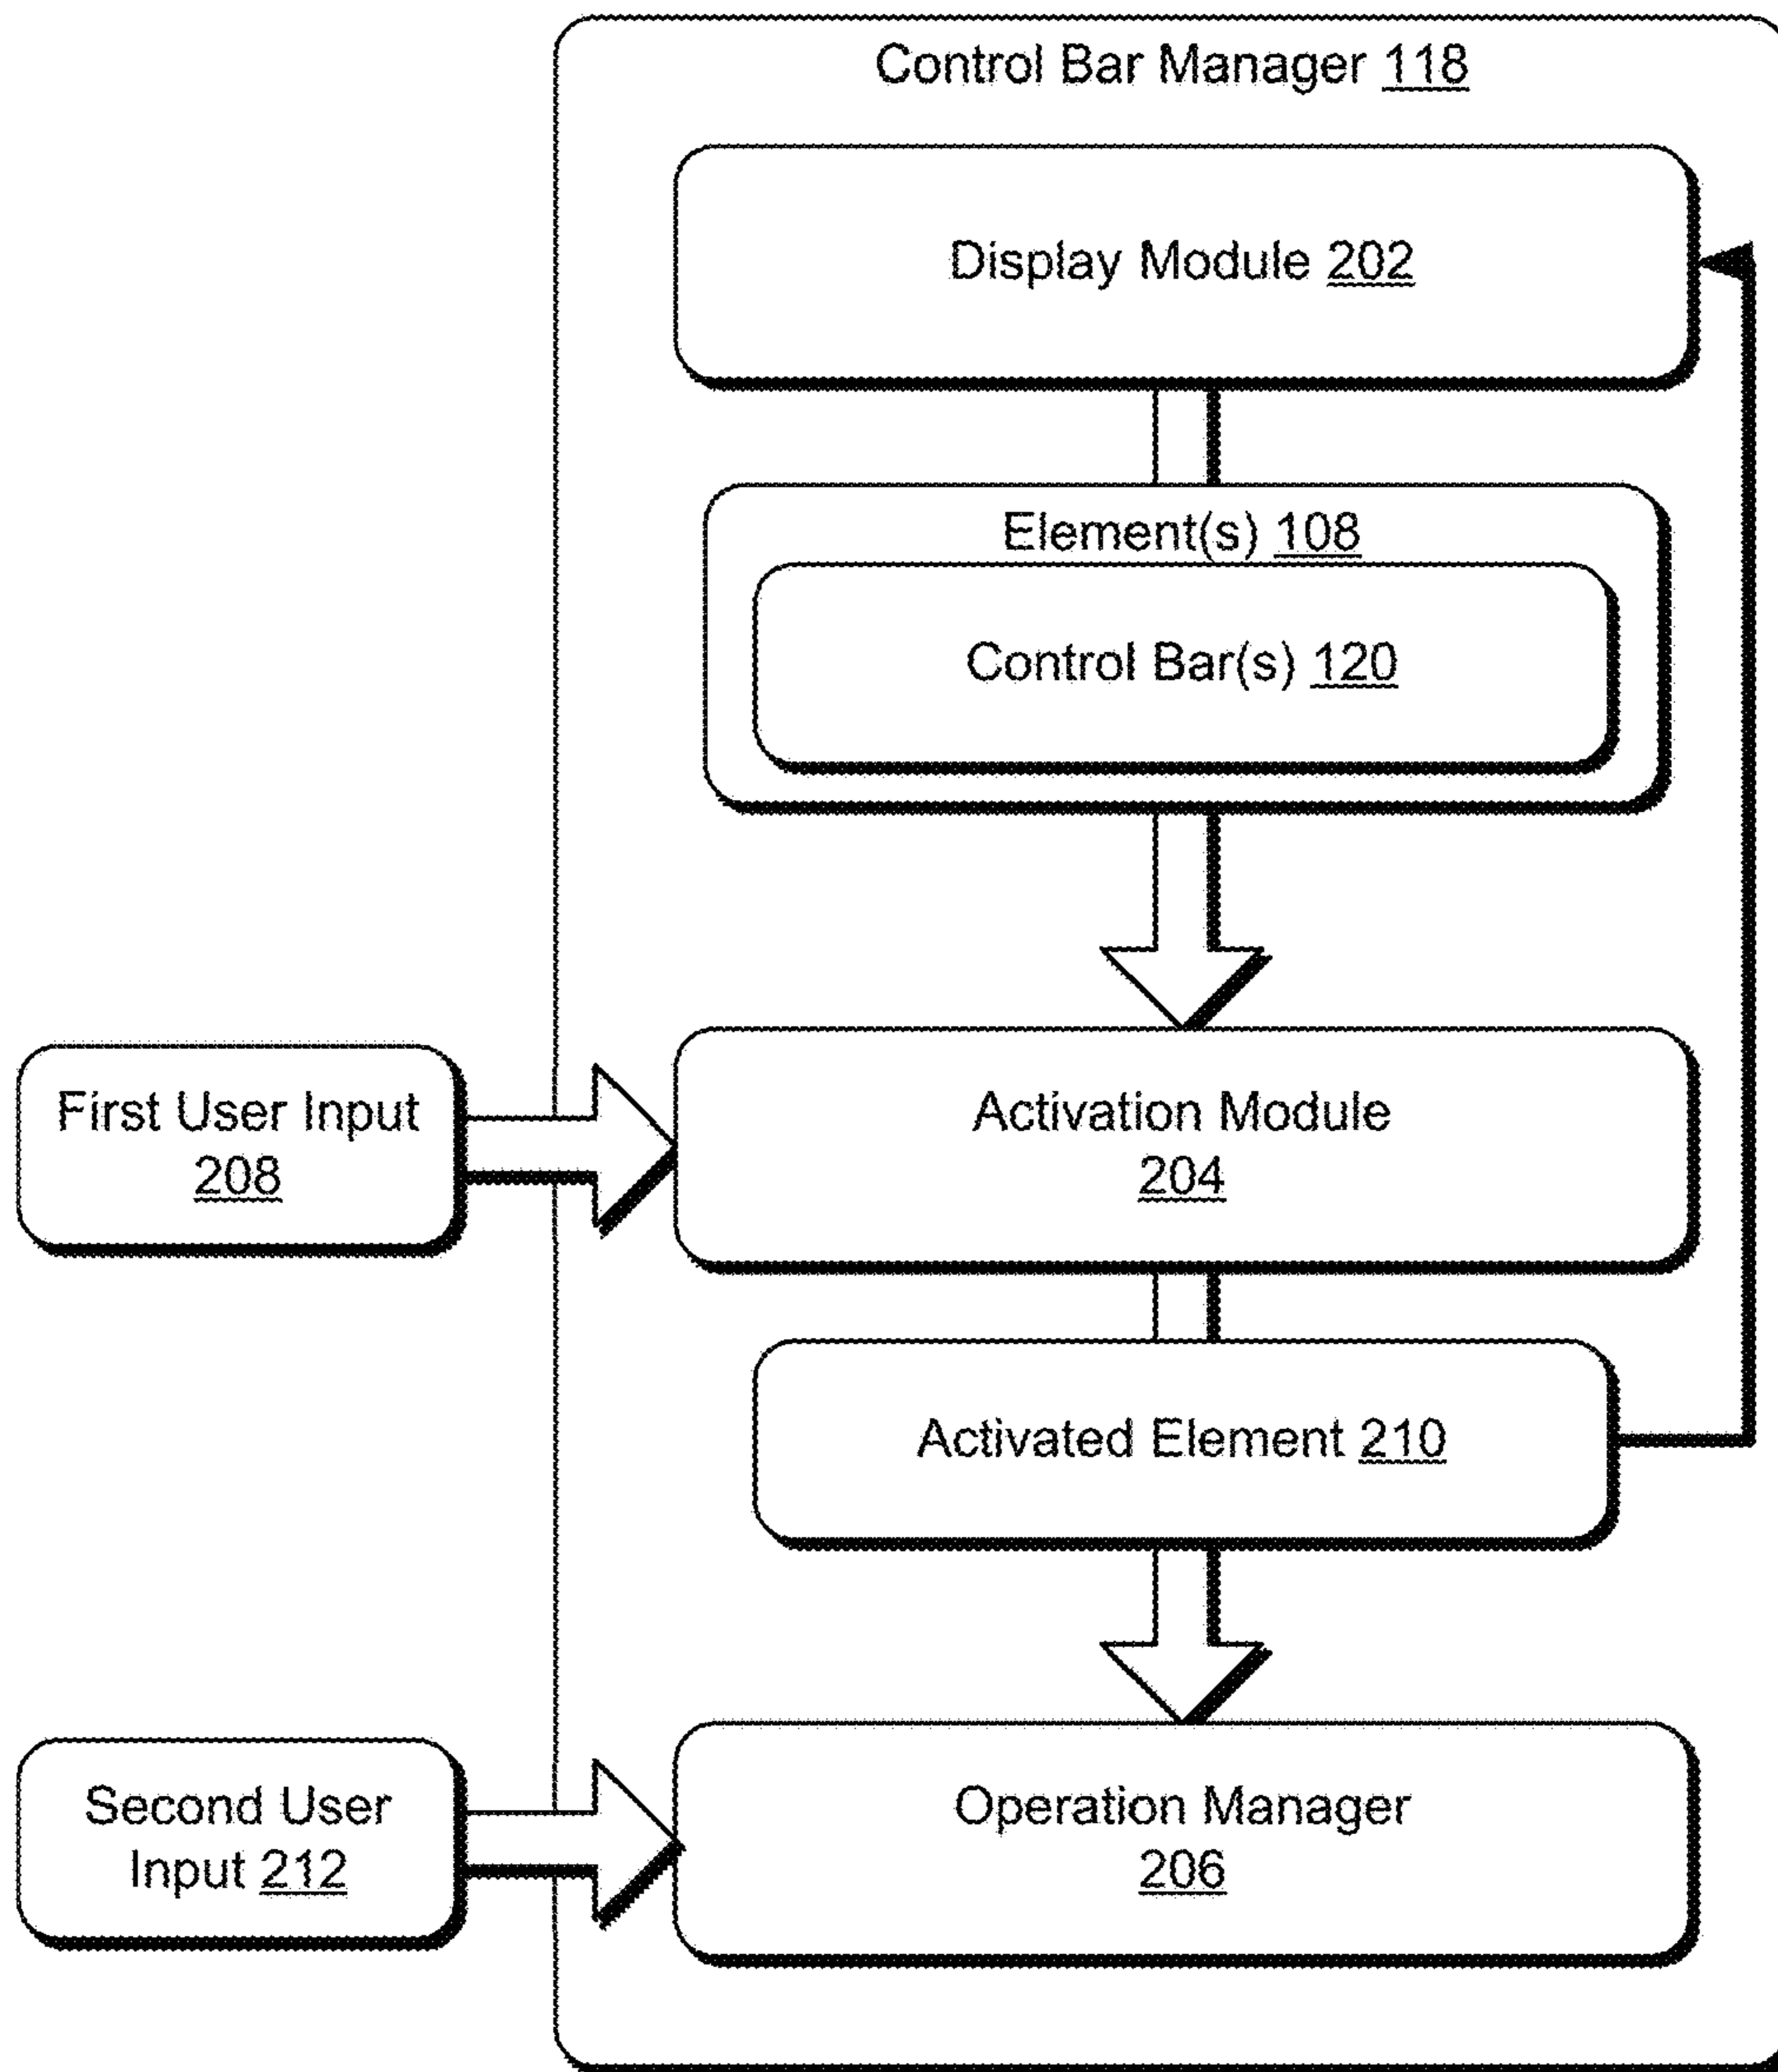 Control Bar Manager 118
Display Module 202
Element(s) 108
Control Bar(s) 120
First User Input
208
Activation Module
204
Activated Element 210
Second User
Input 212
Operation Manager
206